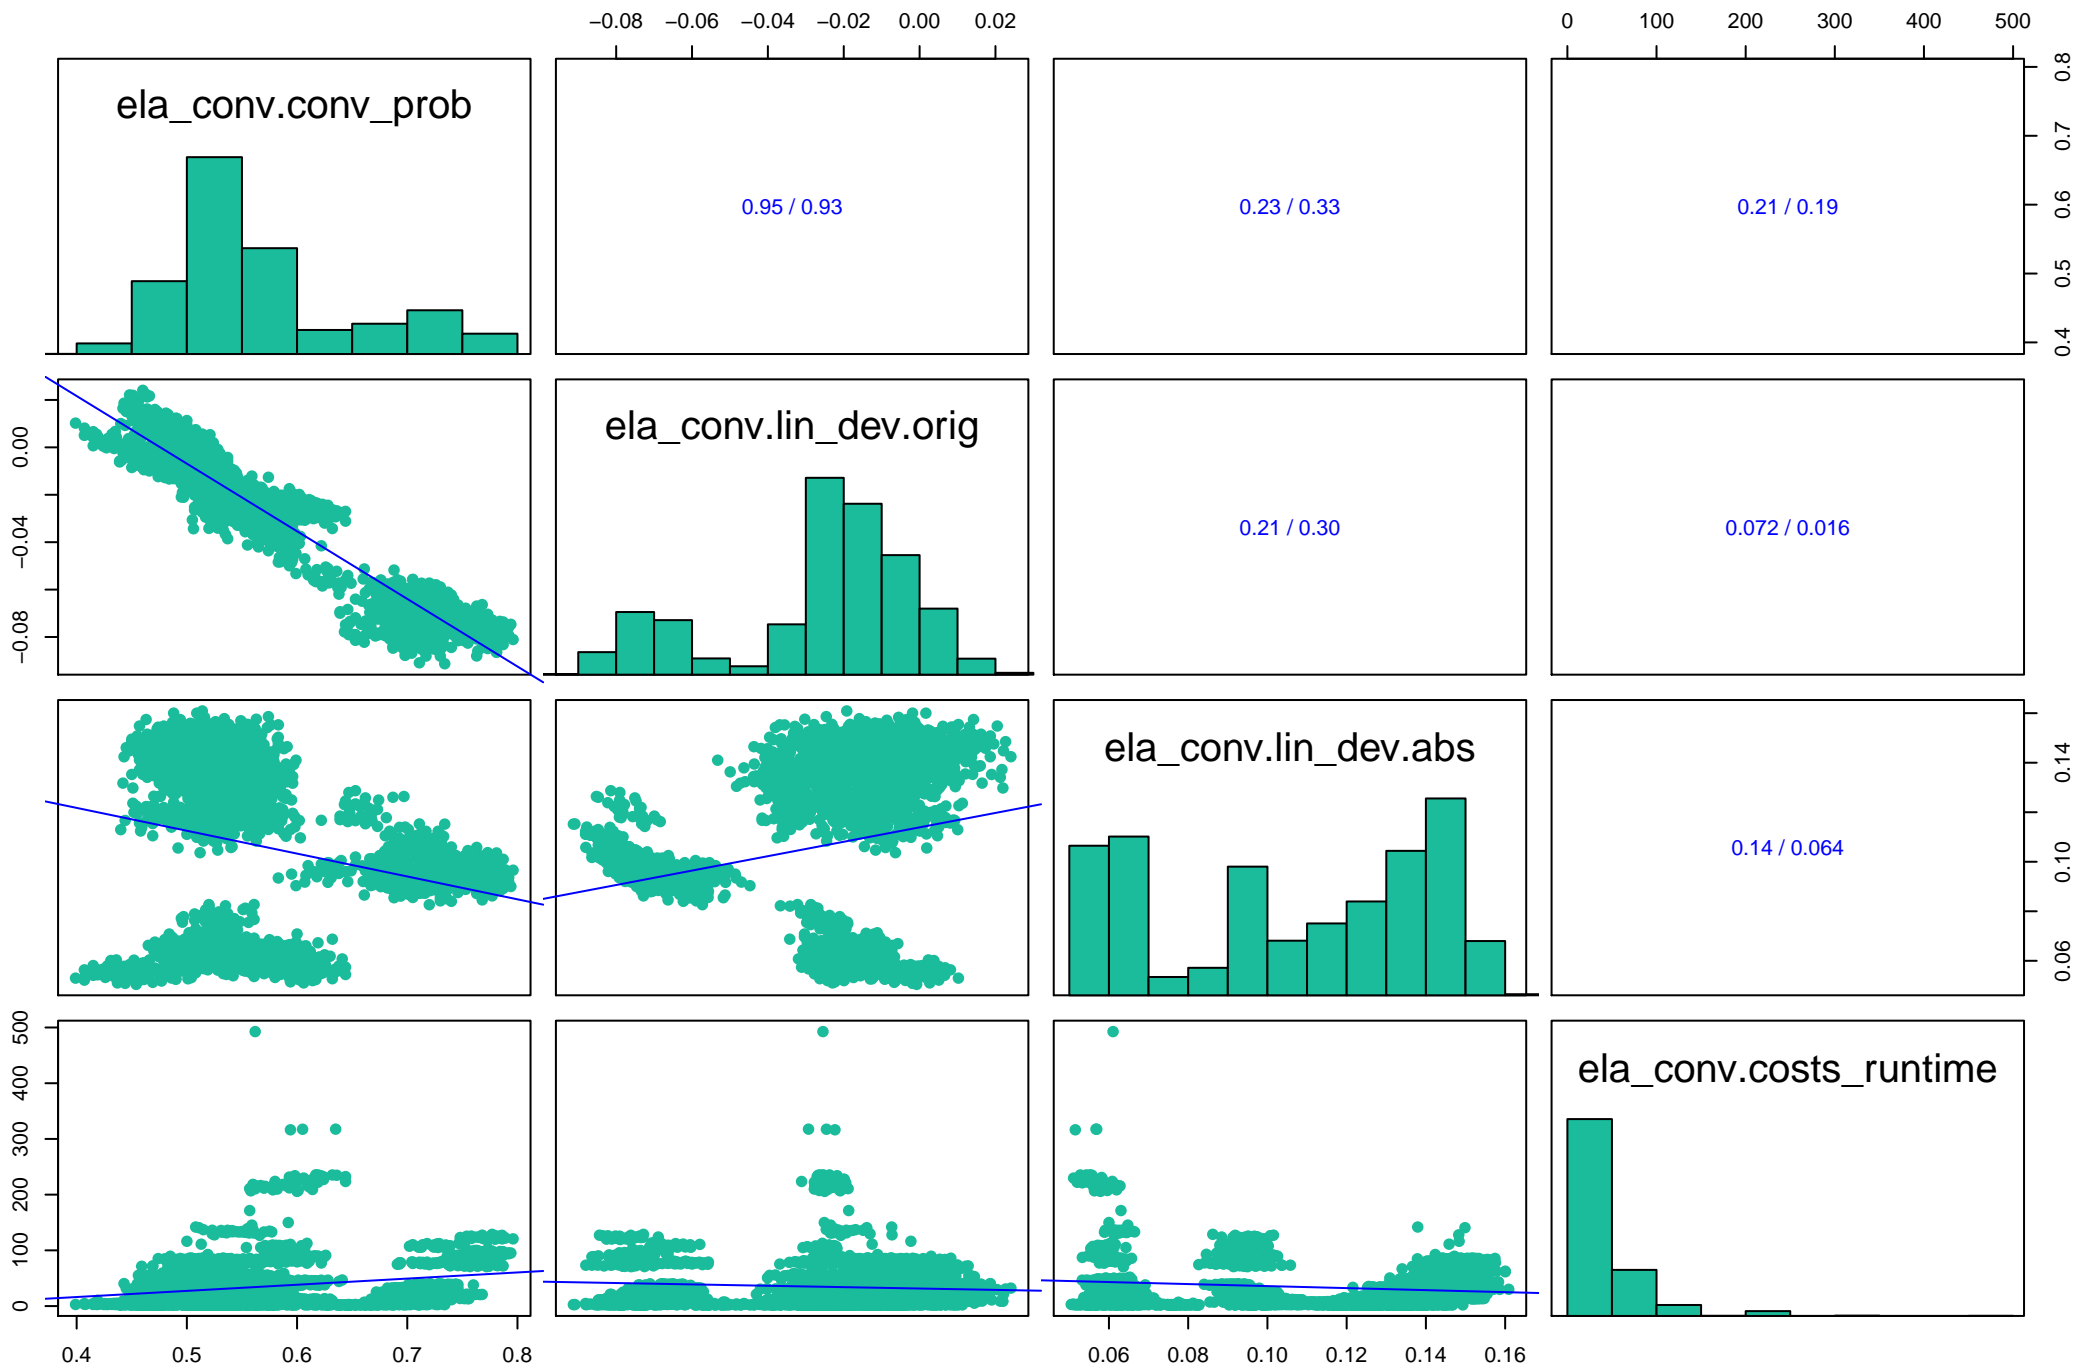 −0.08 −0.06 −0.04 −0.02 0.00 0.02
0 100 200 300 400 500
ela_conv.conv_prob
0.95 / 0.93
0.23 / 0.33
0.21 / 0.19
0.4 0.5 0.6 0.7 0.8
−0.08 −0.04 0.00
ela_conv.lin_dev.orig
0.21 / 0.30
0.072 / 0.016
ela_conv.lin_dev.abs
0.14 / 0.064
0.06 0.10 0.14
0 100 200 300 400 500
ela_conv.costs_runtime
0.4 0.5 0.6 0.7 0.8
0.06 0.08 0.10 0.12 0.14 0.16